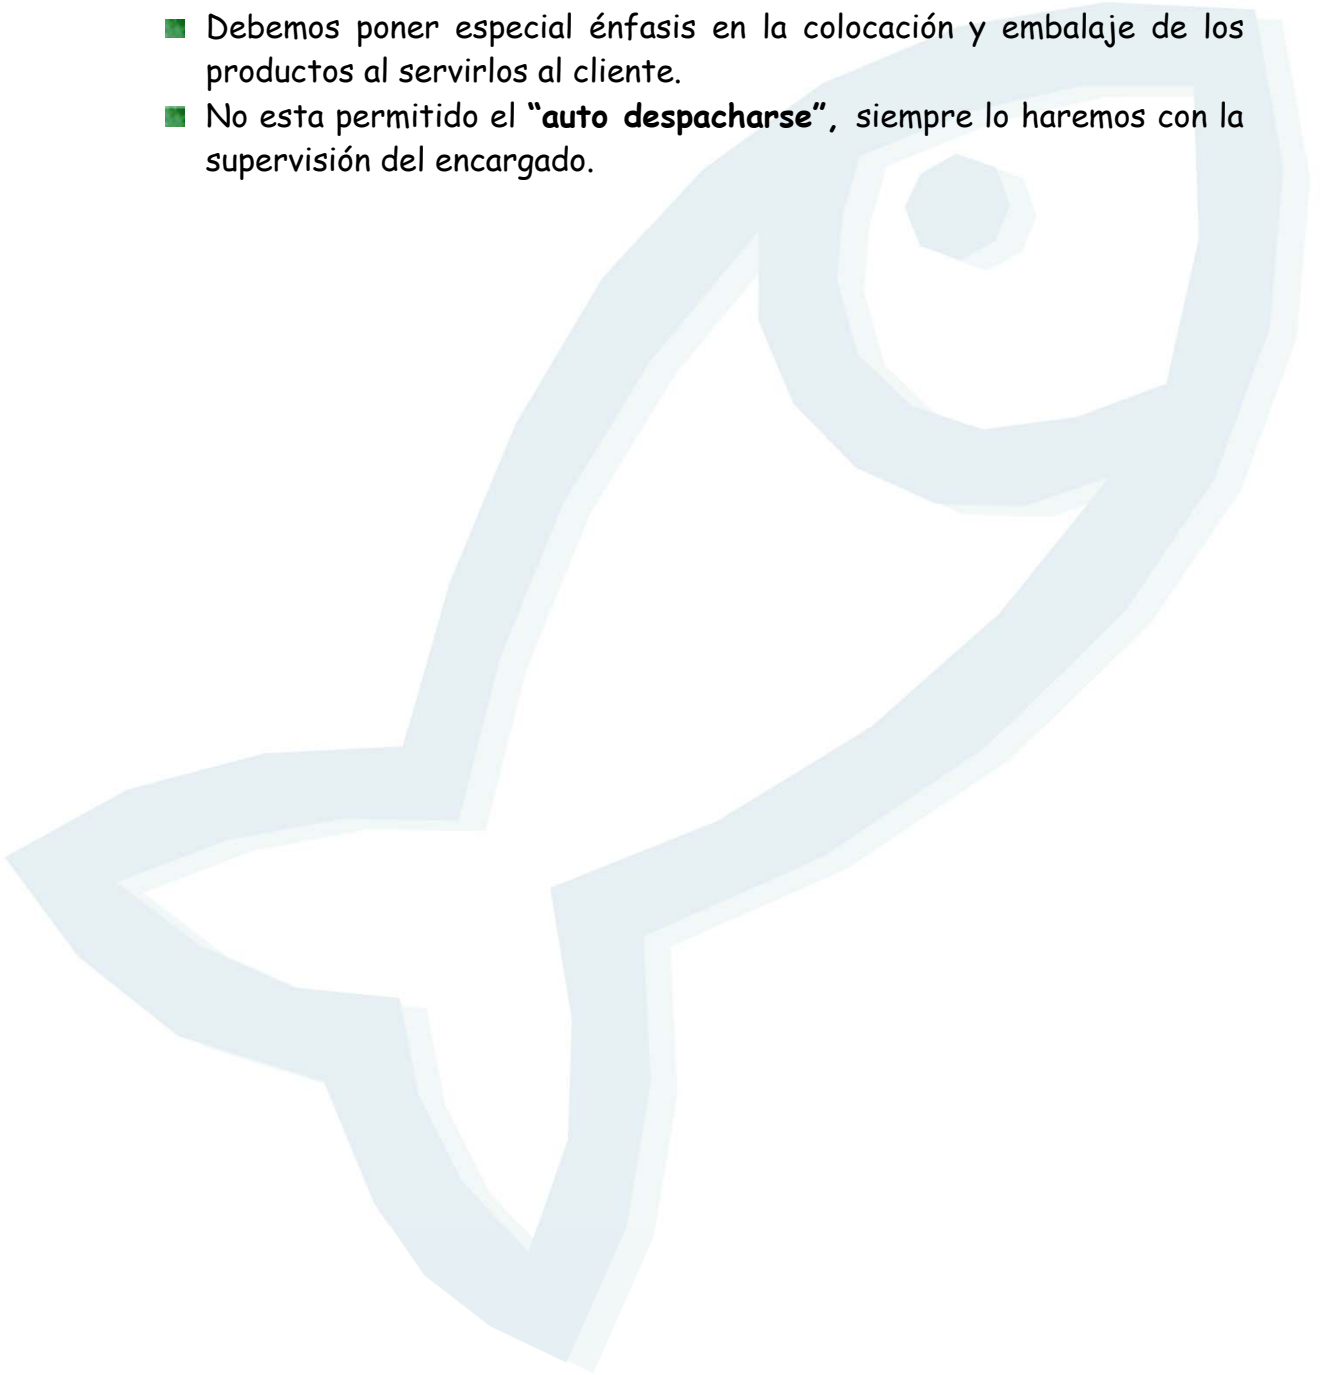 Debemos poner especial énfasis en la colocación y embalaje de los
productos al servirlos al cliente.
No esta permitido el “auto despacharse”, siempre lo haremos con la
supervisión del encargado.